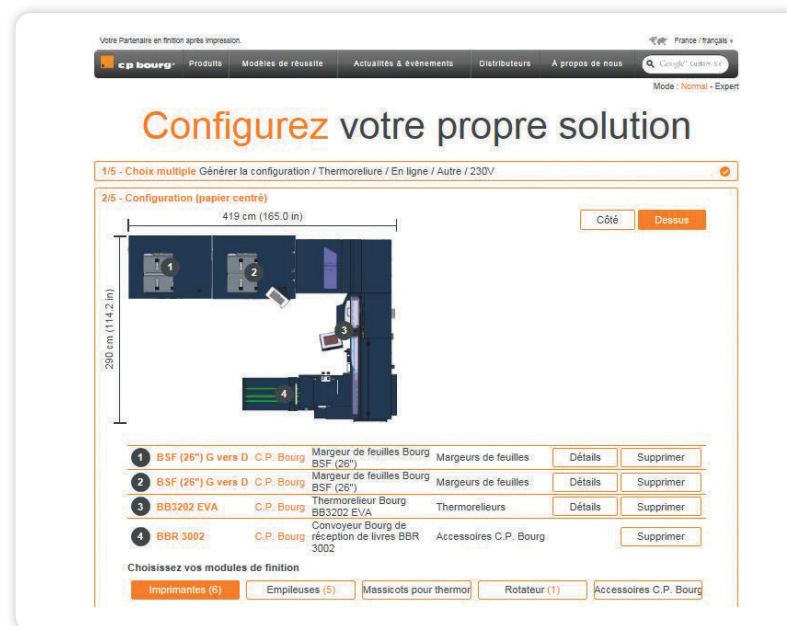 Votre Partenaire en finition après impression. France / français
cp bourg Produits Modèles de réussite Actualités & événements Distributeurs À propos de nous Google™ Custom Se
Mode : Normal - Expert
Configurez votre propre solution
1/5 - Choix multiple Générer la configuration / Thermoreliure / En ligne / Autre / 230V
2/5 - Configuration (papier centré)
419 cm (165.0 in)
Côté Dessus
290 cm (114.2 in)
1
2
3
4
1 BSF (26") G vers D C.P. Bourg Margeur de feuilles Bourg BSF (26") Margeurs de feuilles Détails Supprimer
2 BSF (26") G vers D C.P. Bourg Margeur de feuilles Bourg BSF (26") Margeurs de feuilles Détails Supprimer
3 BB3202 EVA C.P. Bourg Thermorelieur Bourg BB3202 EVA Thermorelieurs Détails Supprimer
4 BBR 3002 C.P. Bourg Convoyeur Bourg de réception de livres BBR 3002 Accessoires C.P. Bourg Supprimer
Choisissez vos modules de finition
Imprimantes (6) Empileuses (5) Massicots pour thermor Rotateur (1) Accessoires C.P. Bourg